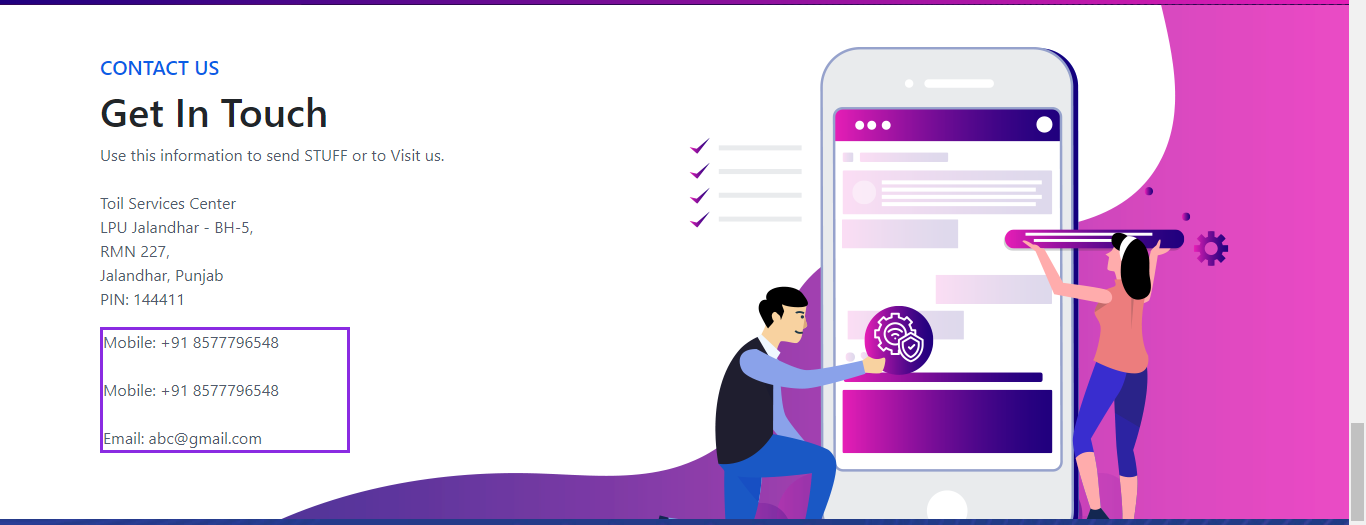 CONTACT US
Get In Touch
Use this information to send STUFF or to Visit us.
Toil Services Center
LPU Jalandhar - BH-5,
RMN 227,
Jalandhar, Punjab
PIN: 144411
Mobile: +91 8577796548
Mobile: +91 8577796548
Email: abc@gmail.com